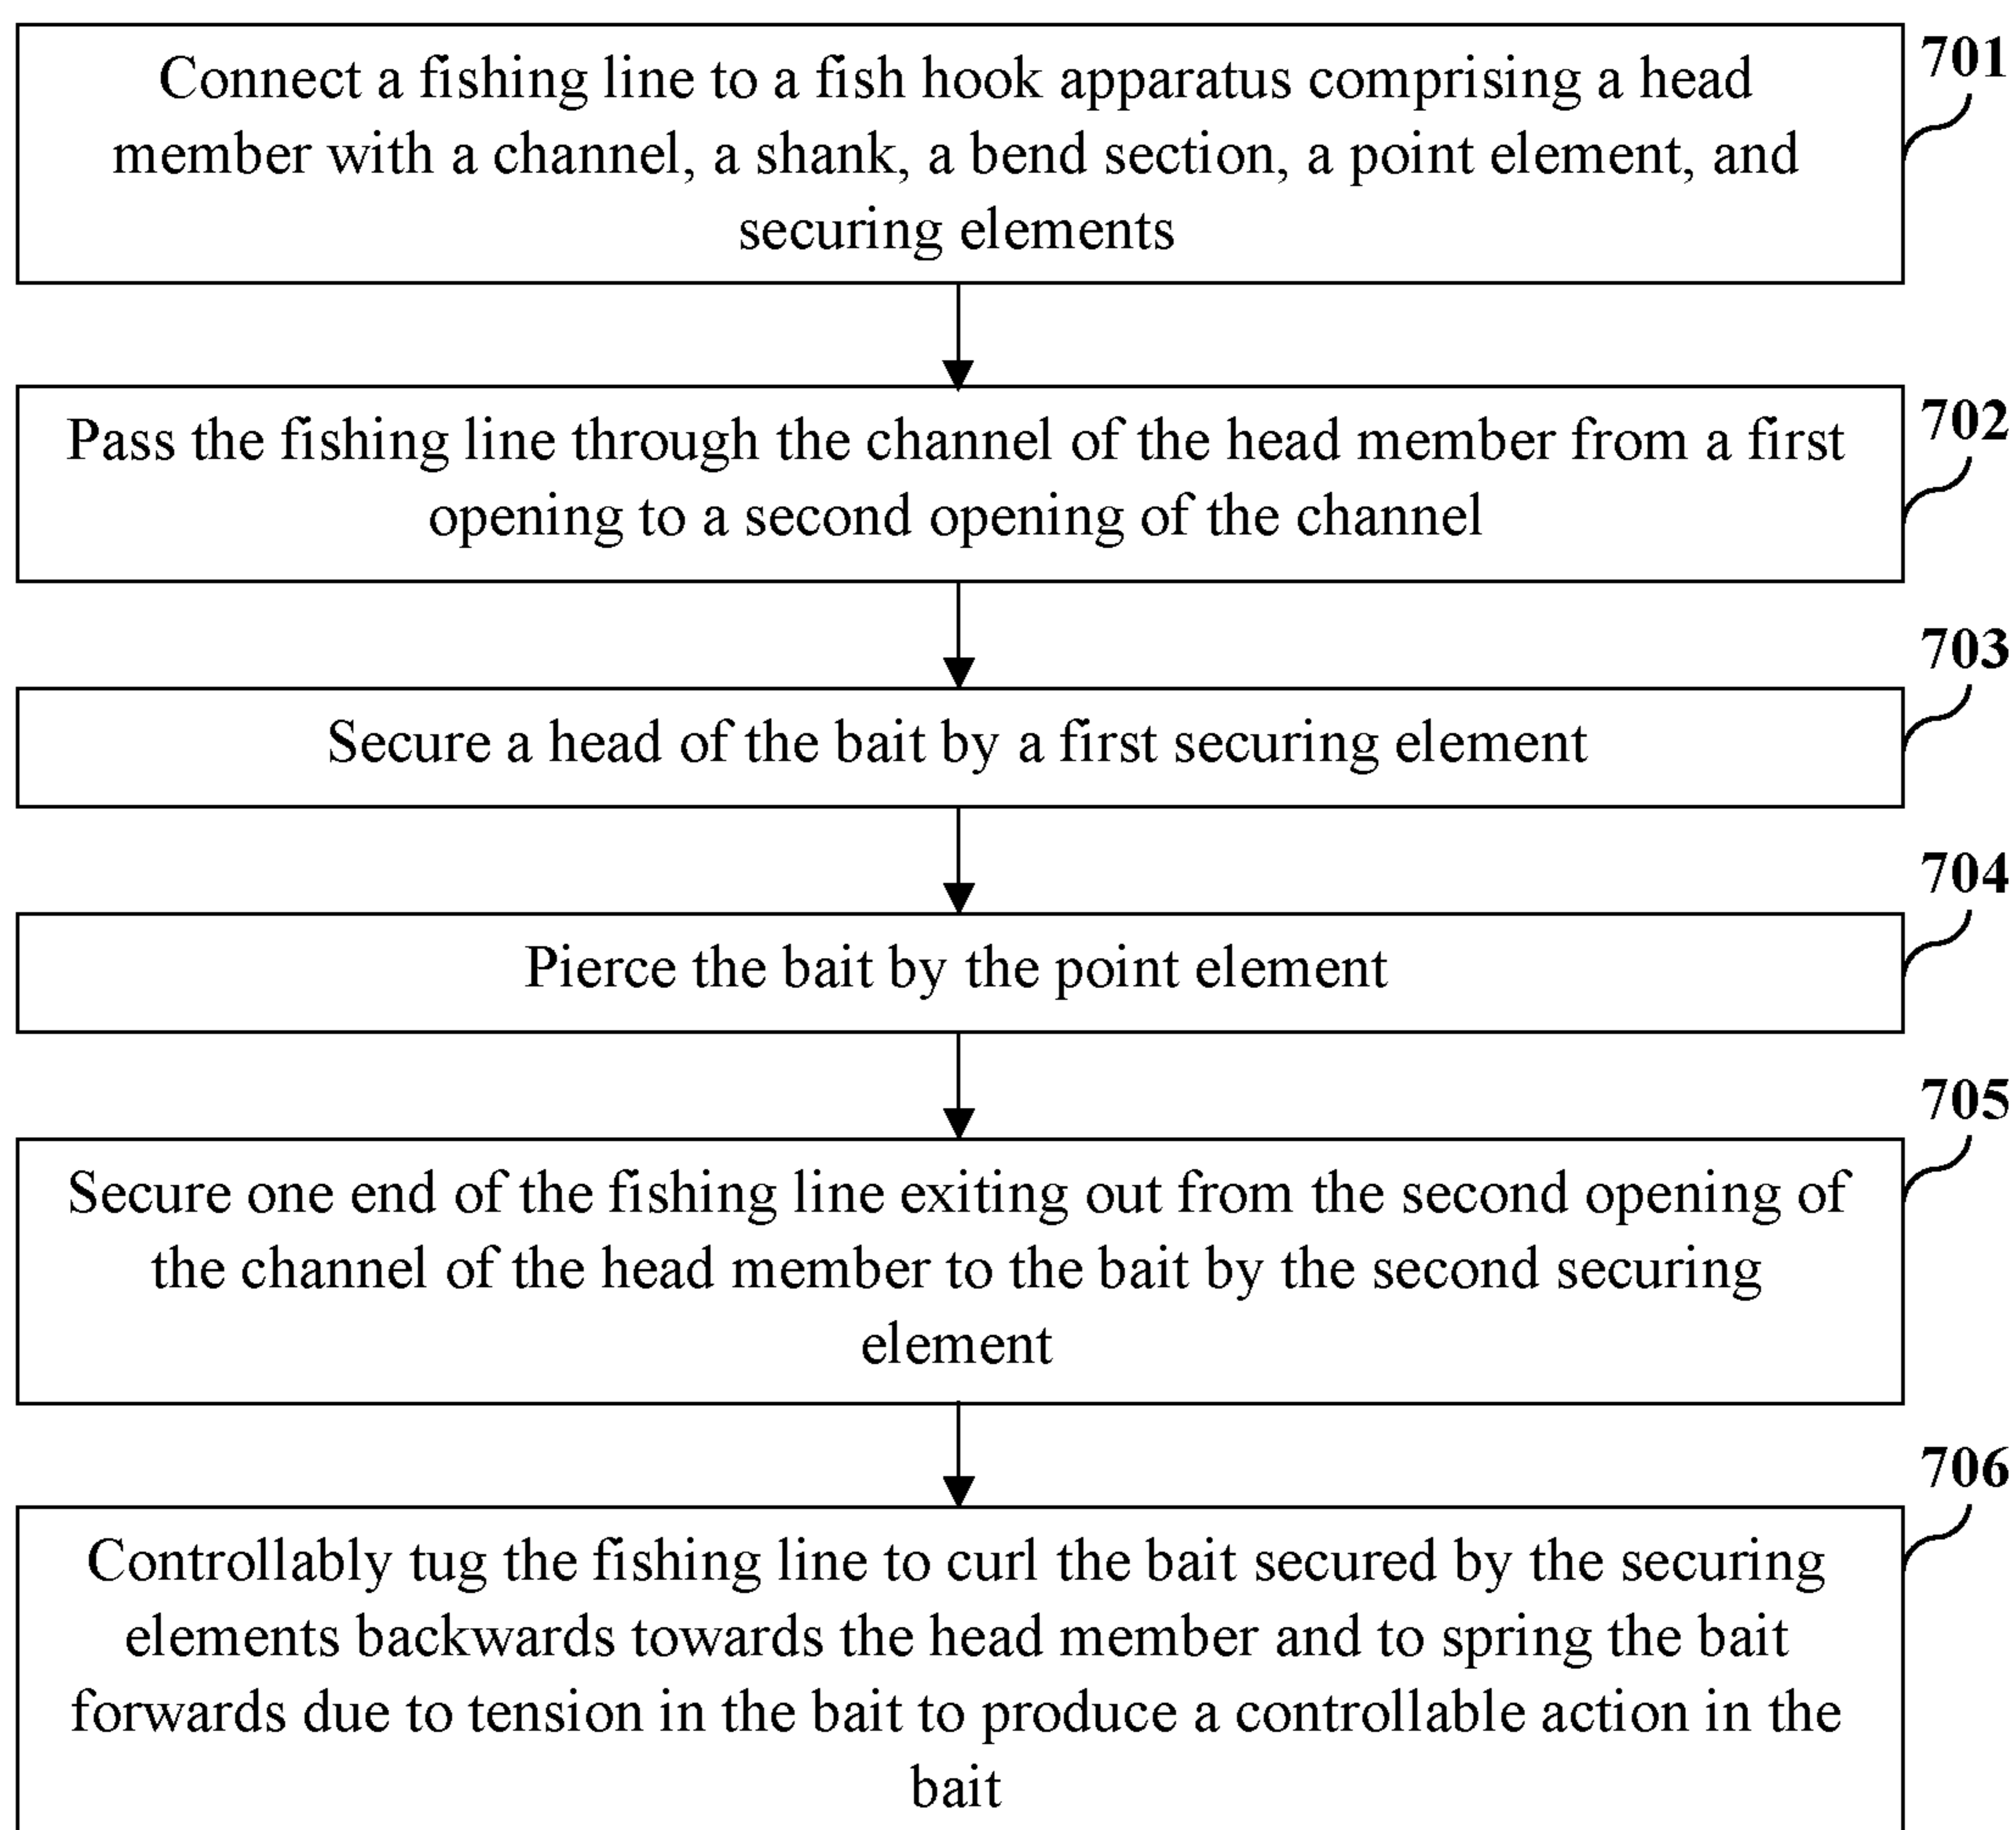 701
Connect a fishing line to a fish hook apparatus comprising a head
member with a channel, a shank, a bend section, a point element, and
securing elements
702
Pass the fishing line through the channel of the head member from a first
opening to a second opening of the channel
703
Secure a head of the bait by a first securing element
704
Pierce the bait by the point element
705
Secure one end of the fishing line exiting out from the second opening of
the channel of the head member to the bait by the second securing
element
706
Controllably tug the fishing line to curl the bait secured by the securing
elements backwards towards the head member and to spring the bait
forwards due to tension in the bait to produce a controllable action in the
bait